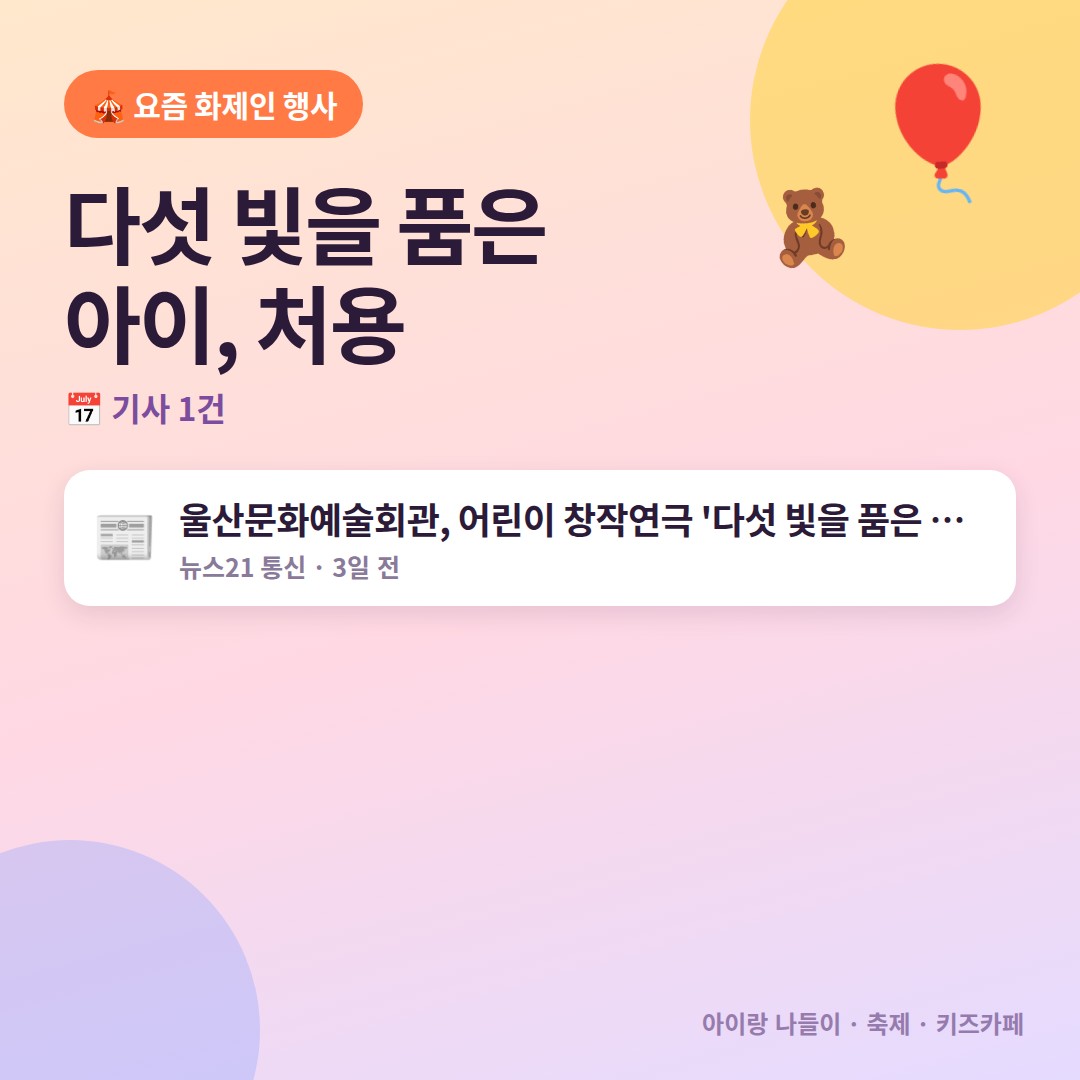 🎪 요즘 화제인 행사
다섯 빛을 품은
아이, 처용
📅 기사 1건
울산문화예술회관, 어린이 창작연극 '다섯 빛을 품은 …
뉴스21 통신 · 3일 전
아이랑 나들이 · 축제 · 키즈카페